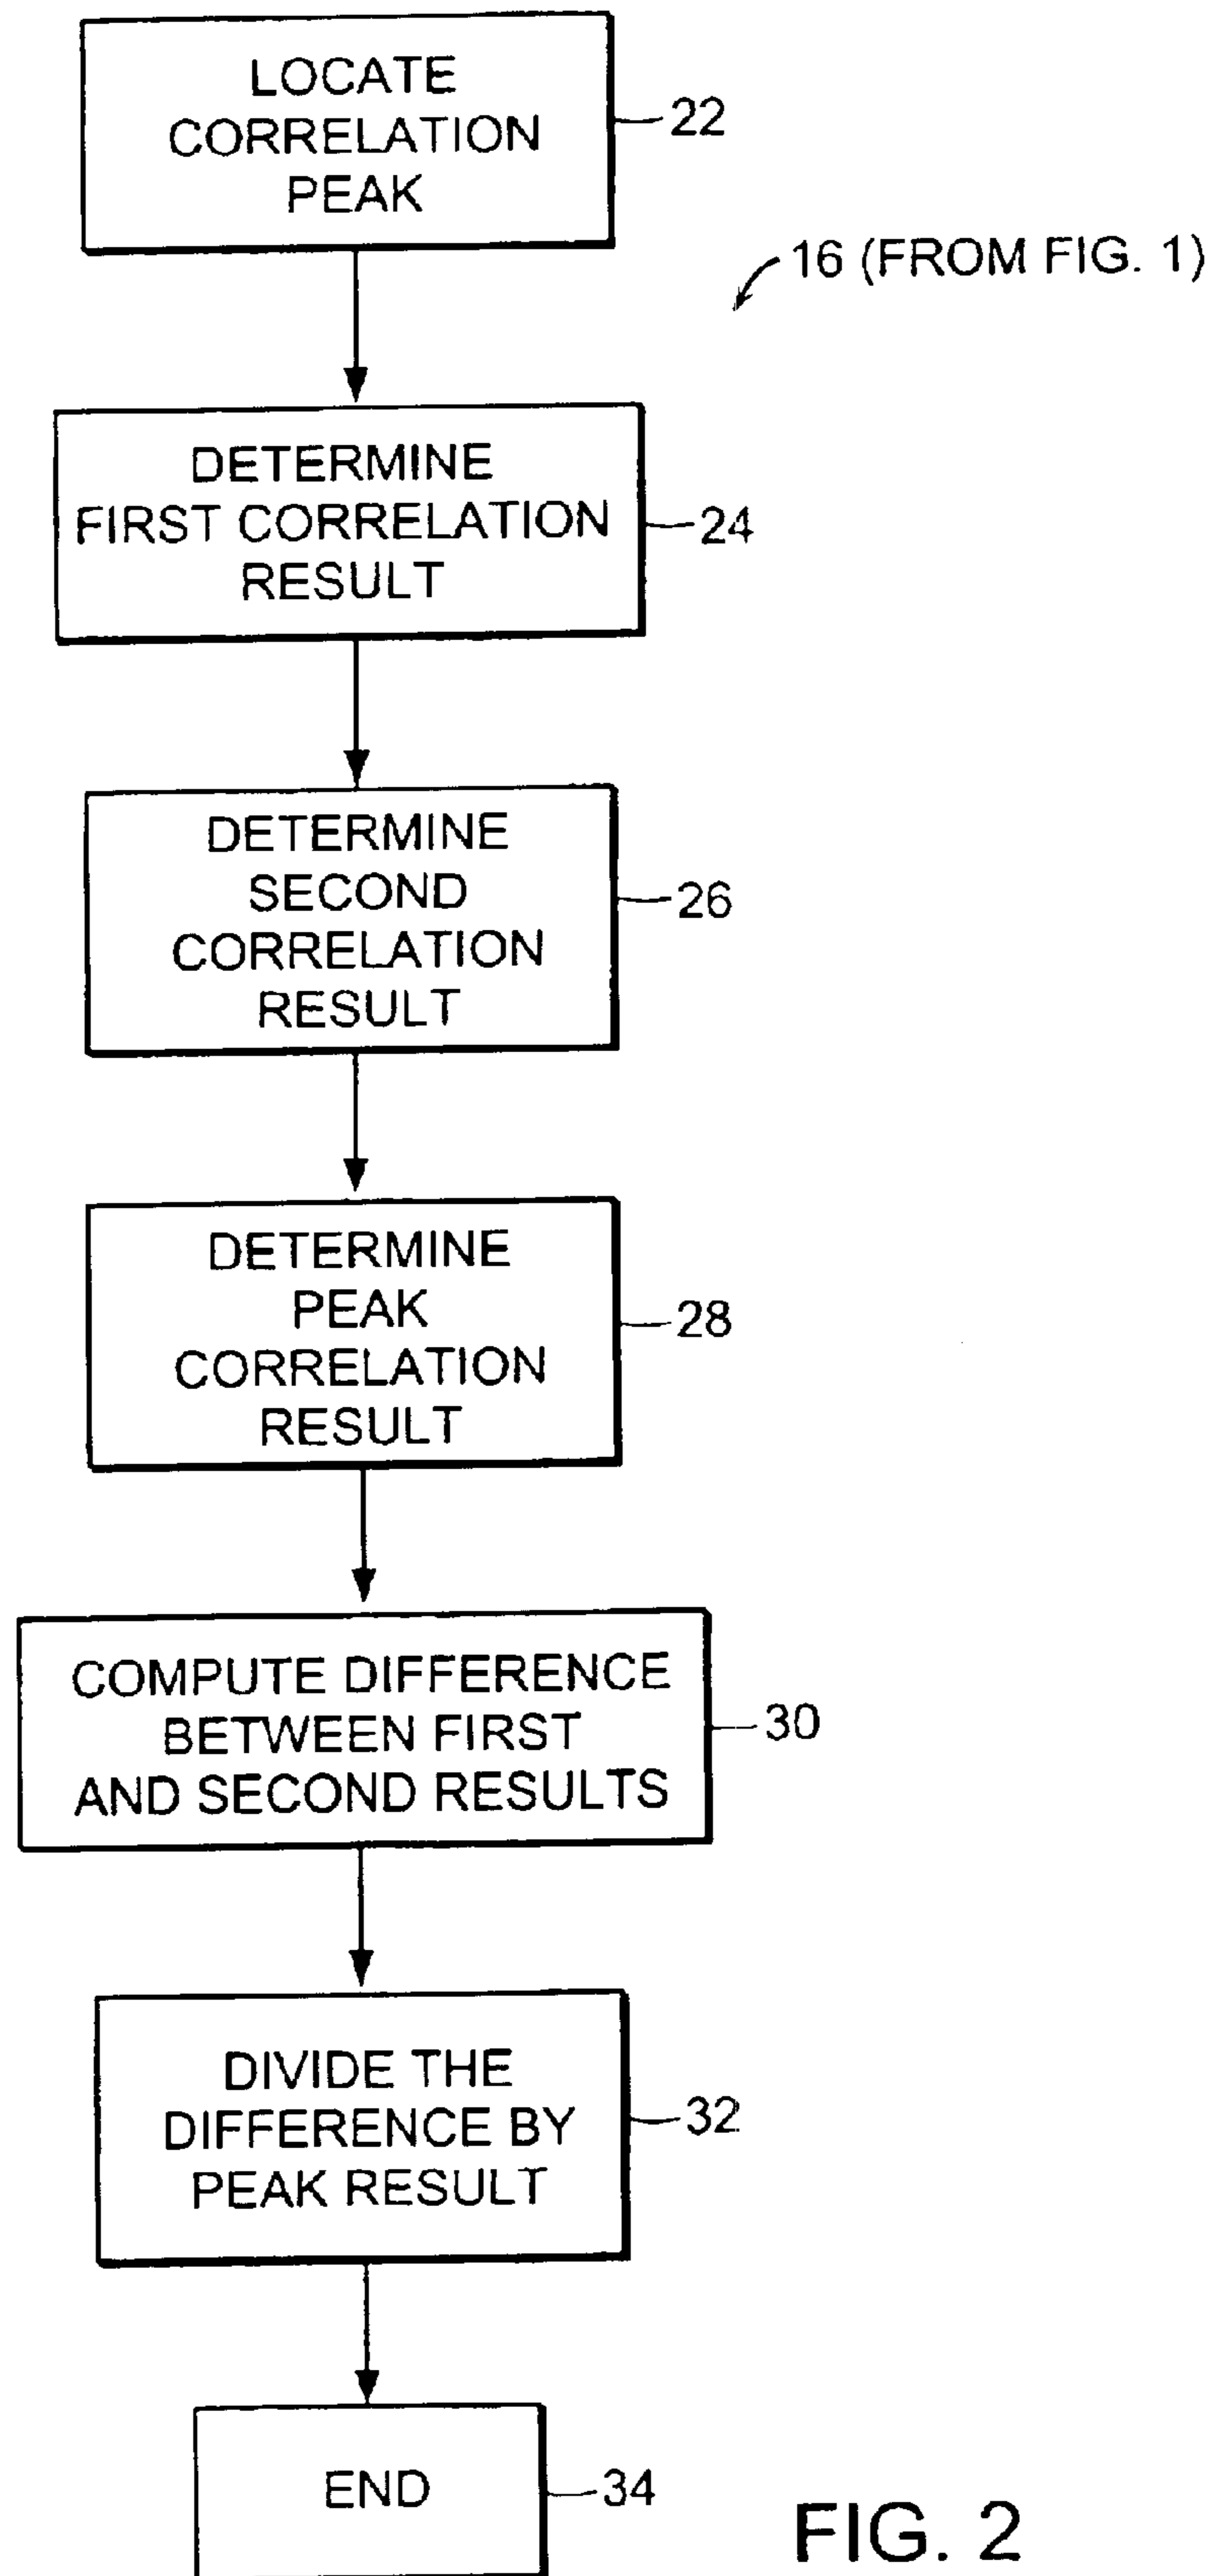 LOCATE
CORRELATION
PEAK
22
16 (FROM FIG. 1)
DETERMINE
FIRST CORRELATION
RESULT
24
DETERMINE
SECOND
CORRELATION
RESULT
26
DETERMINE
PEAK
CORRELATION
RESULT
28
COMPUTE DIFFERENCE
BETWEEN FIRST
AND SECOND RESULTS
30
DIVIDE THE
DIFFERENCE BY
PEAK RESULT
32
END
34
FIG. 2